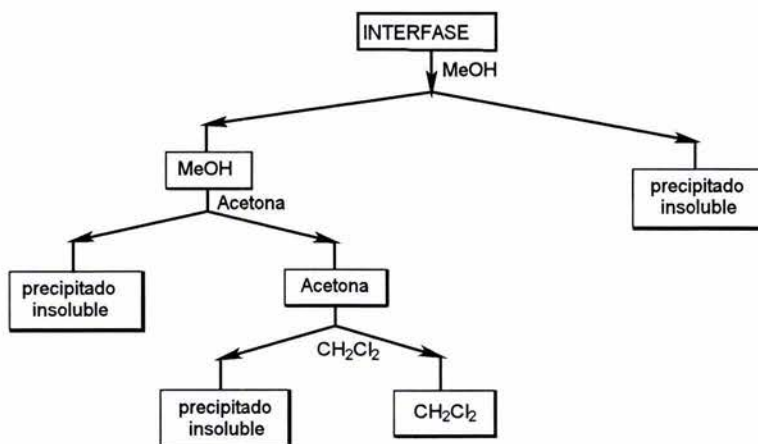 INTERFASE
MeOH
MeOH
precipitado
insoluble
Acetona
precipitado
insoluble
Acetona
CH₂Cl₂
precipitado
insoluble
CH₂Cl₂